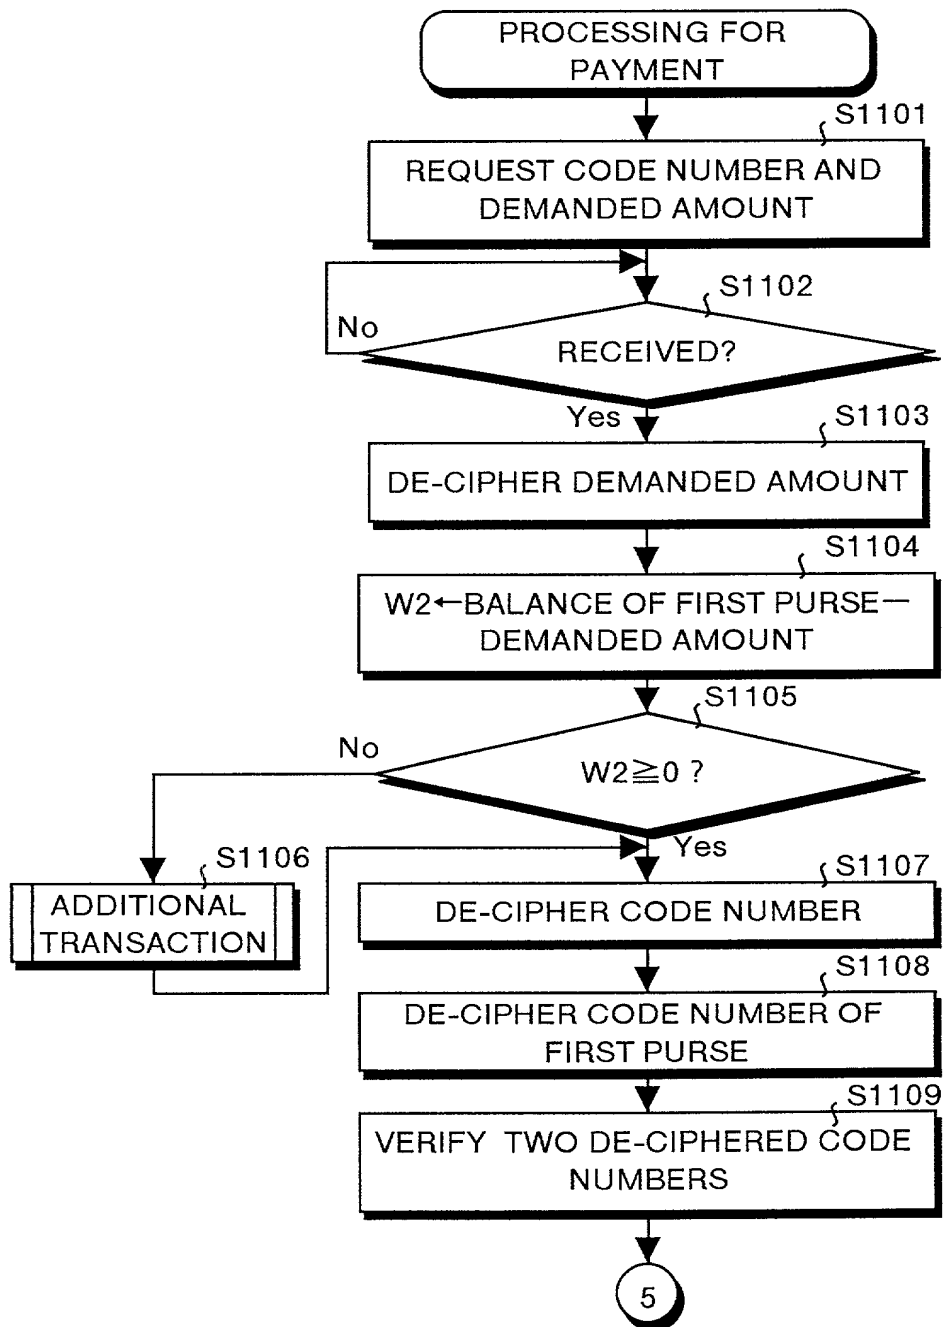 PROCESSING FOR
PAYMENT
S1101
REQUEST CODE NUMBER AND
DEMANDED AMOUNT
S1102
No
RECEIVED?
Yes
S1103
DE-CIPHER DEMANDED AMOUNT
S1104
W2←BALANCE OF FIRST PURSE—
DEMANDED AMOUNT
S1105
No
W2≧0 ?
Yes
S1106
ADDITIONAL
TRANSACTION
S1107
DE-CIPHER CODE NUMBER
S1108
DE-CIPHER CODE NUMBER OF
FIRST PURSE
S1109
VERIFY TWO DE-CIPHERED CODE
NUMBERS
5